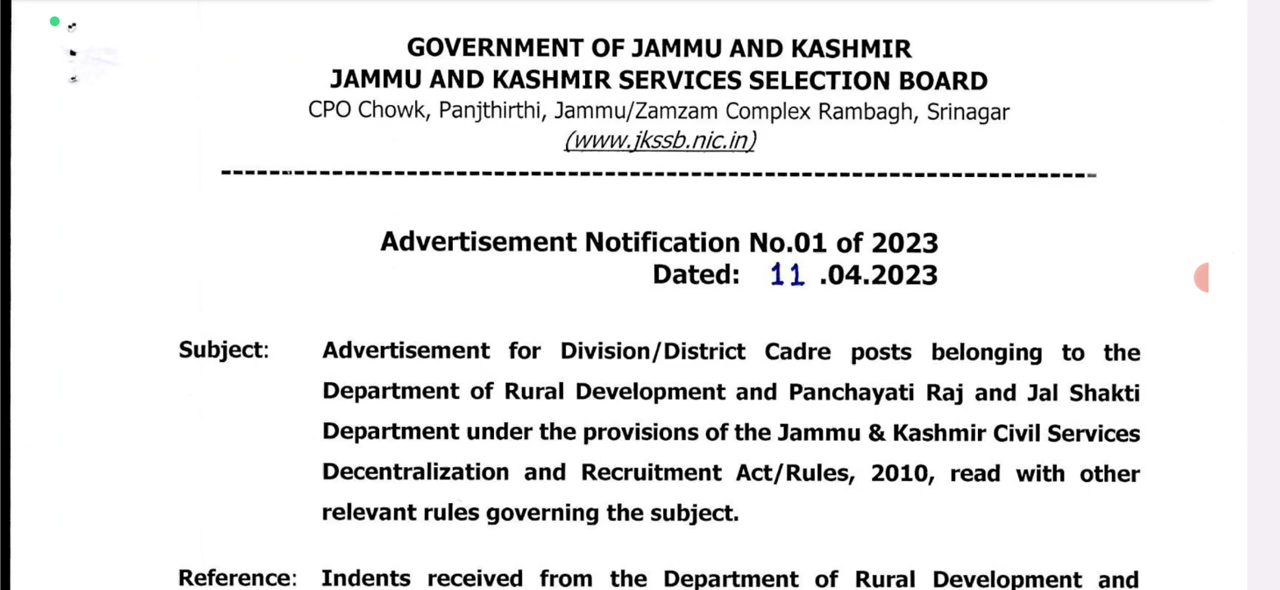 GOVERNMENT OF JAMMU AND KASHMIR
JAMMU AND KASHMIR SERVICES SELECTION BOARD
CPO Chowk, Panjthirthi, Jammu/Zamzam Complex Rambagh, Srinagar
(www.jkssb.nic.in)
Advertisement Notification No.01 of 2023
Dated: 11 .04.2023
Subject: Advertisement for Division/District Cadre posts belonging to the
Department of Rural Development and Panchayati Raj and Jal Shakti
Department under the provisions of the Jammu & Kashmir Civil Services
Decentralization and Recruitment Act/Rules, 2010, read with other
relevant rules governing the subject.
Reference: Indents received from the Department of Rural Development and